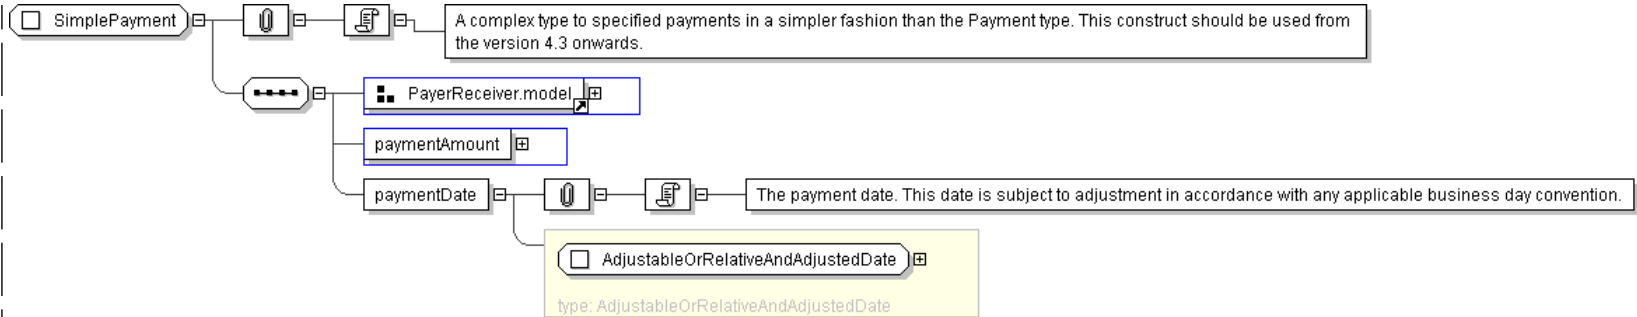 SimplePayment
A complex type to specified payments in a simpler fashion than the Payment type. This construct should be used from
the version 4.3 onwards.
PayerReceiver.model
paymentAmount
paymentDate
The payment date. This date is subject to adjustment in accordance with any applicable business day convention.
AdjustableOrRelativeAndAdjustedDate
type: AdjustableOrRelativeAndAdjustedDate